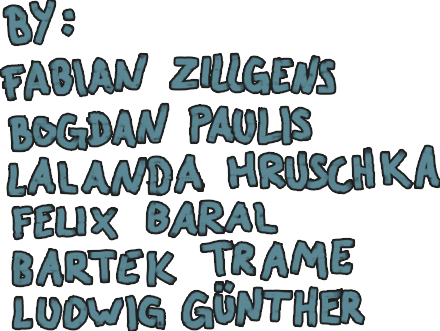 BY:
FABIAN ZILLGENS
BOGDAN PAULIS
LALANDA HRUSCHKA
FELIX BARAL
BARTEK TRAME
LUDWIG GÜNTHER